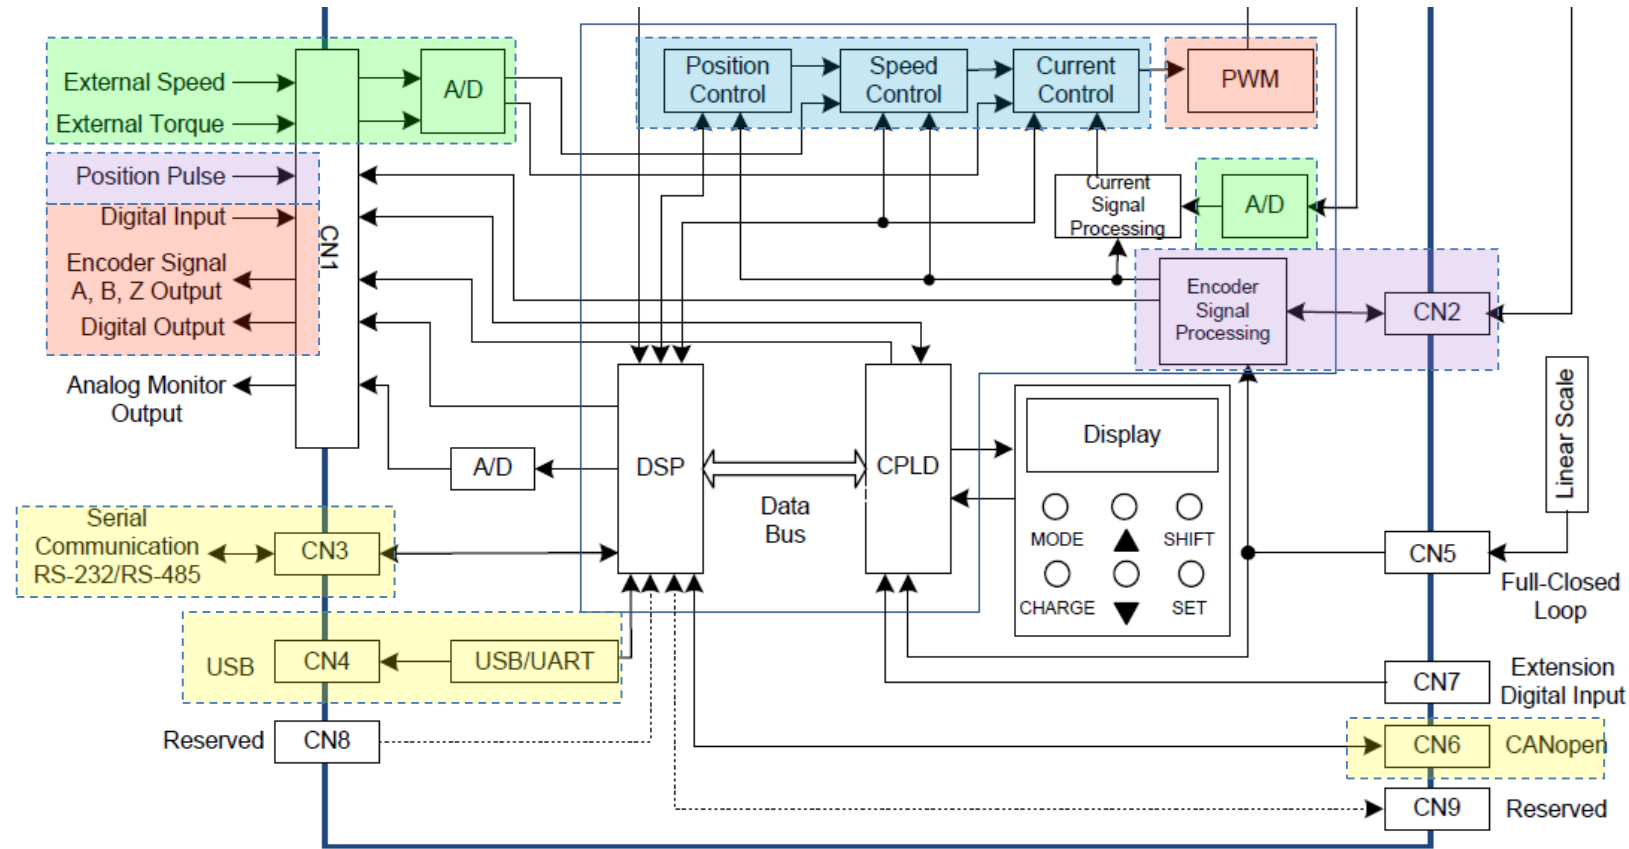 External Speed
External Torque
A/D
Position
Control
Speed
Control
Current
Control
PWM
Position Pulse
Digital Input
CN1
Encoder Signal
A, B, Z Output
Digital Output
Analog Monitor
Output
Current
Signal
Processing
A/D
Encoder
Signal
Processing
CN2
A/D
DSP
Data
Bus
CPLD
Display
MODE
▲
SHIFT
CHARGE
▼
SET
Linear Scale
CN5
Full-Closed
Loop
Serial
Communication
RS-232/RS-485
CN3
USB
CN4
USB/UART
Reserved
CN8
CN7
Extension
Digital Input
CN6
CANopen
CN9
Reserved